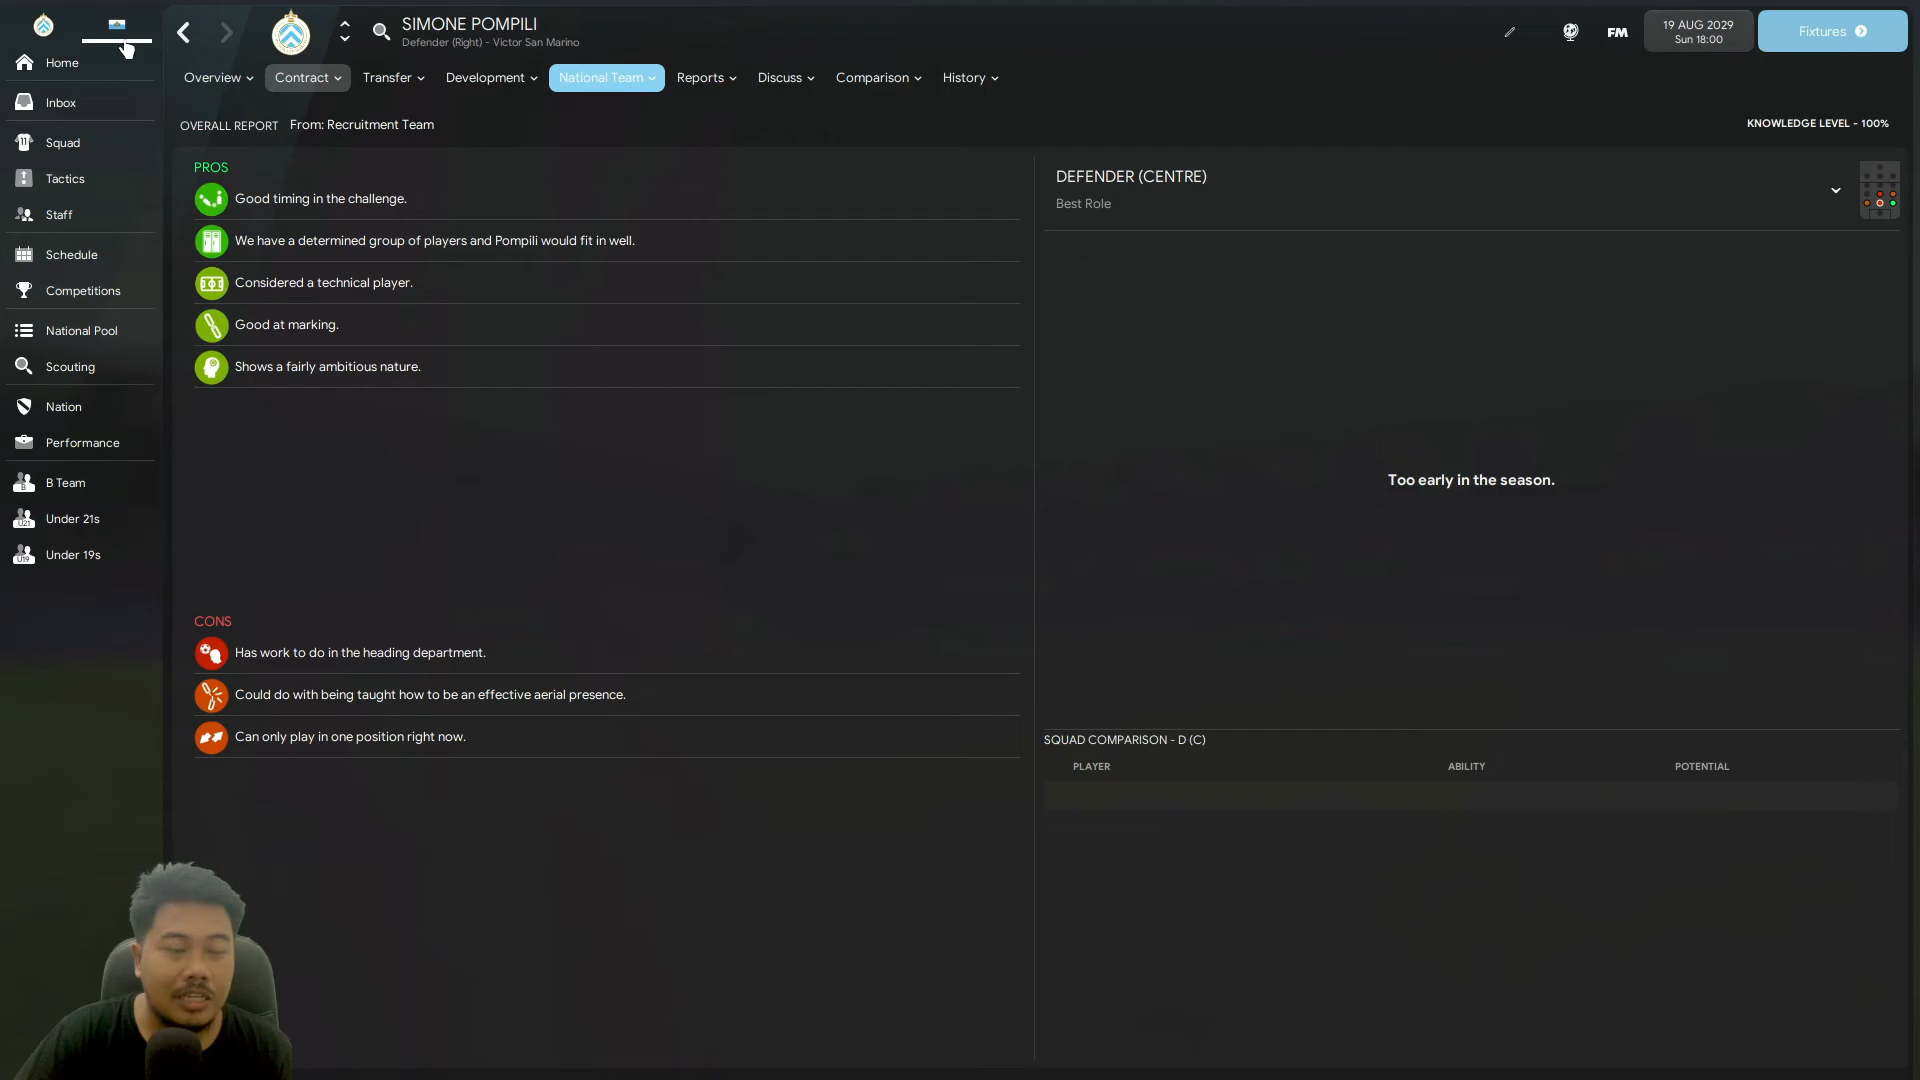 SIMONE POMPILI
Defender (Right) - Victor San Marino
FM
19 AUG 2029
Sun 18:00
Fixtures
Home
Inbox
Squad
Tactics
Staff
Schedule
Competitions
National Pool
Scouting
Nation
Performance
B Team
Under 21s
Under 19s
Overview
Contract
Transfer
Development
National Team
Reports
Discuss
Comparison
History
OVERALL REPORT From: Recruitment Team
KNOWLEDGE LEVEL - 100%
PROS
Good timing in the challenge.
We have a determined group of players and Pompili would fit in well.
Considered a technical player.
Good at marking.
Shows a fairly ambitious nature.
CONS
Has work to do in the heading department.
Could do with being taught how to be an effective aerial presence.
Can only play in one position right now.
DEFENDER (CENTRE)
Best Role
Too early in the season.
SQUAD COMPARISON - D (C)
PLAYER ABILITY POTENTIAL